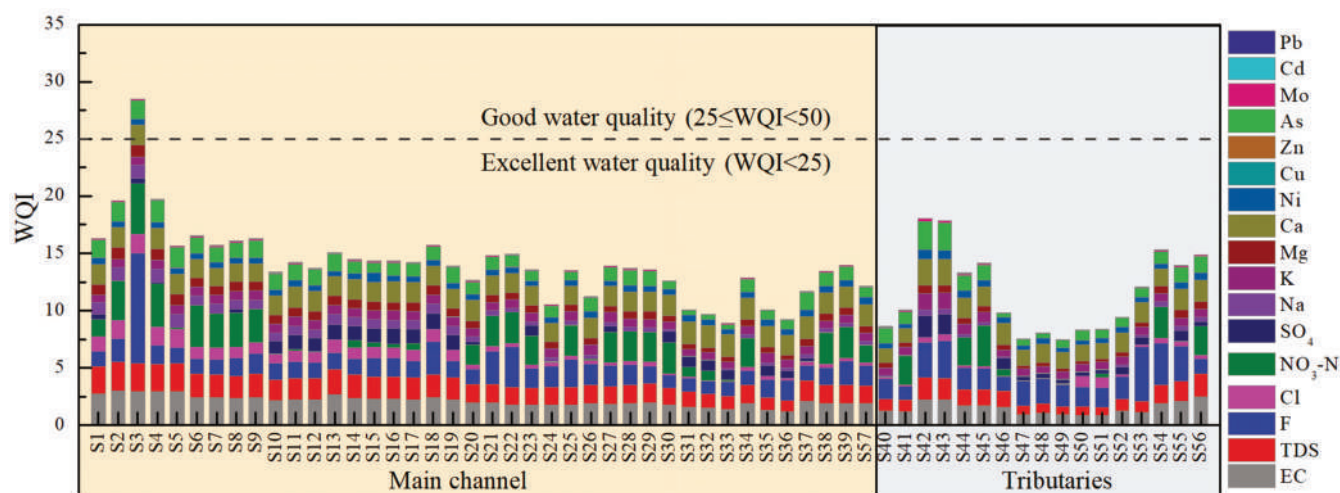 35
30
25
20
15
10
5
0
WQI
Good water quality (25≤WQI<50)
Excellent water quality (WQI<25)
S1 S2 S3 S4 S5 S6 S7 S8 S9 S10 S11 S12 S13 S14 S15 S16 S17 S18 S19 S20 S21 S22 S23 S24 S25 S26 S27 S28 S29 S30 S31 S32 S33 S34 S35 S36 S37 S38 S39 S57 S40 S41 S42 S43 S44 S45 S46 S47 S48 S49 S50 S51 S52 S53 S54 S55 S56
Main channel
Tributaries
Pb
Cd
Mo
As
Zn
Cu
Ni
Ca
Mg
K
Na
SO₄
NO₃-N
Cl
F
TDS
EC